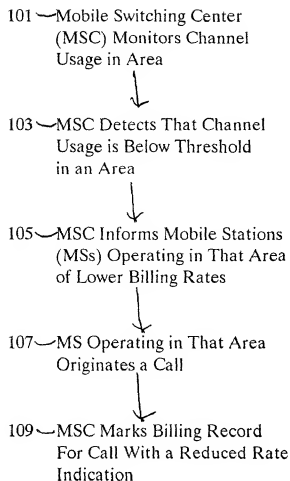 101 Mobile Switching Center
(MSC) Monitors Channel
Usage in Area
103 MSC Detects That Channel
Usage is Below Threshold
in an Area
105 MSC Informs Mobile Stations
(MSs) Operating in That Area
of Lower Billing Rates
107 MS Operating in That Area
Originates a Call
109 MSC Marks Billing Record
For Call With a Reduced Rate
Indication